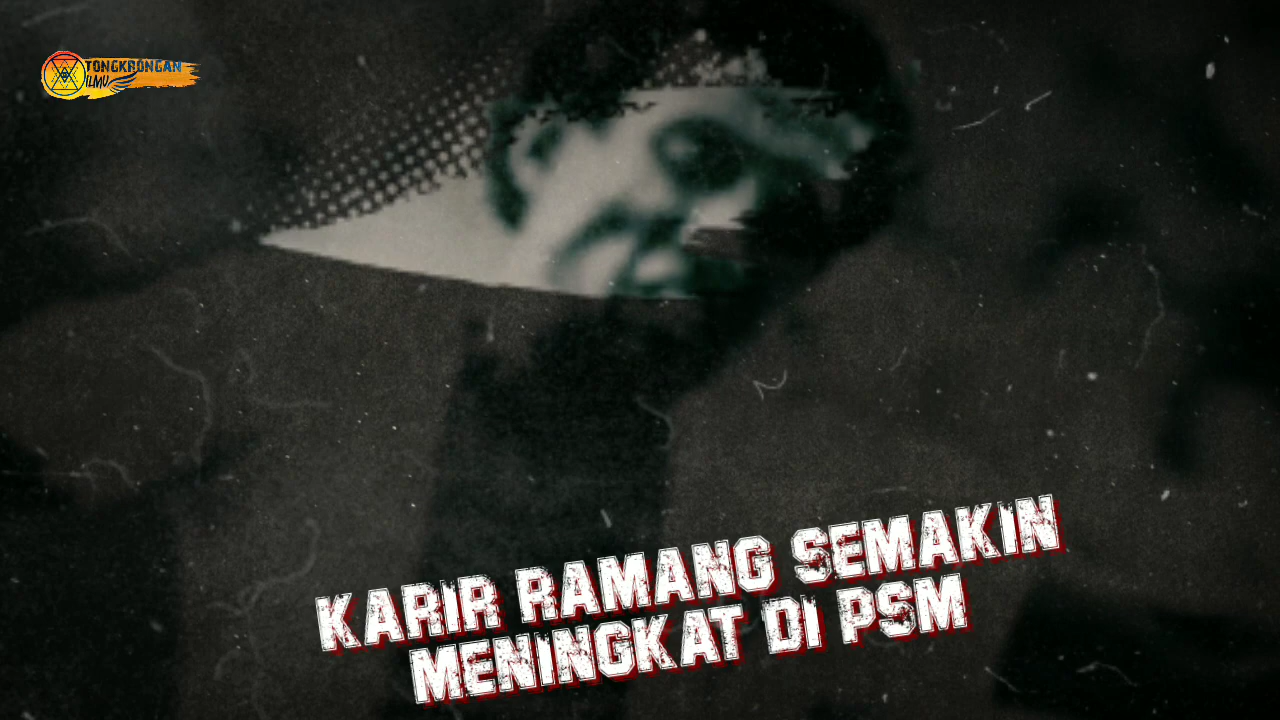 TONGKRONGAN
ILMU
KARIR RAMANG SEMAKIN
MENINGKAT DI PSM